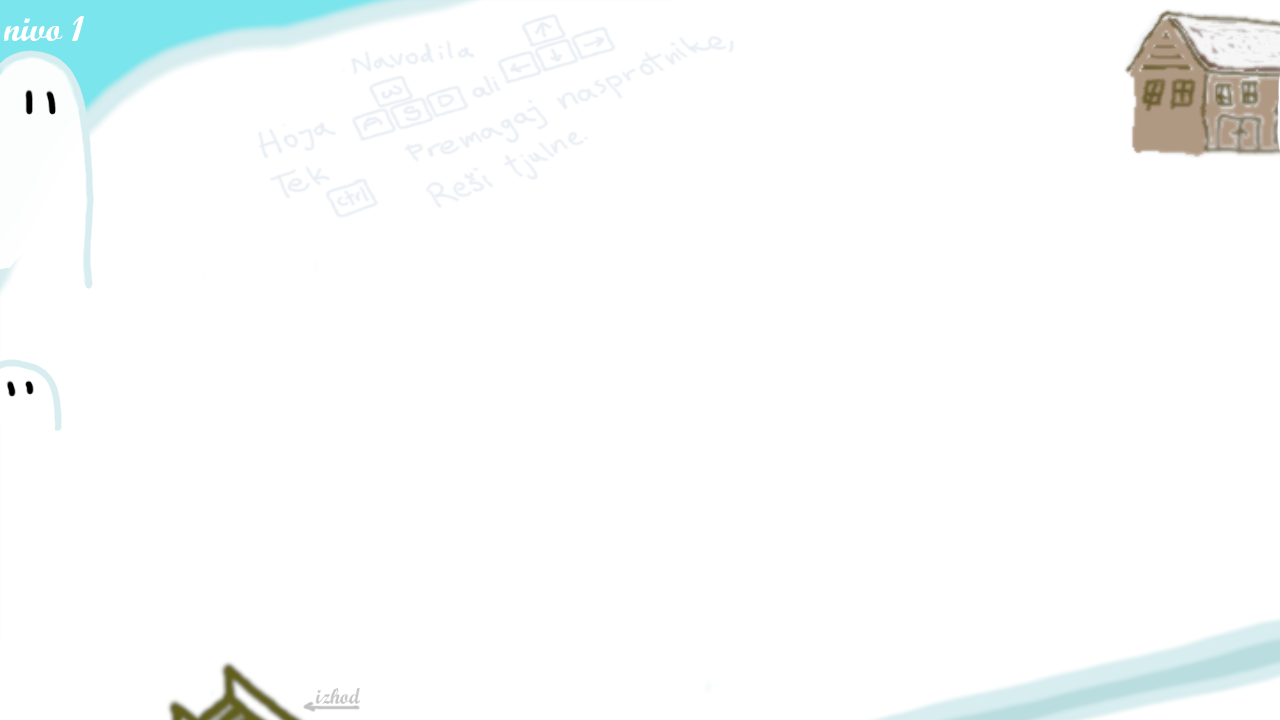 nivo 1
Navodila
Hoja W A S D ali ↑ ← ↓ →
Tek ctrl
Premagaj nasprotnike,
Reši tjulne.
izhod